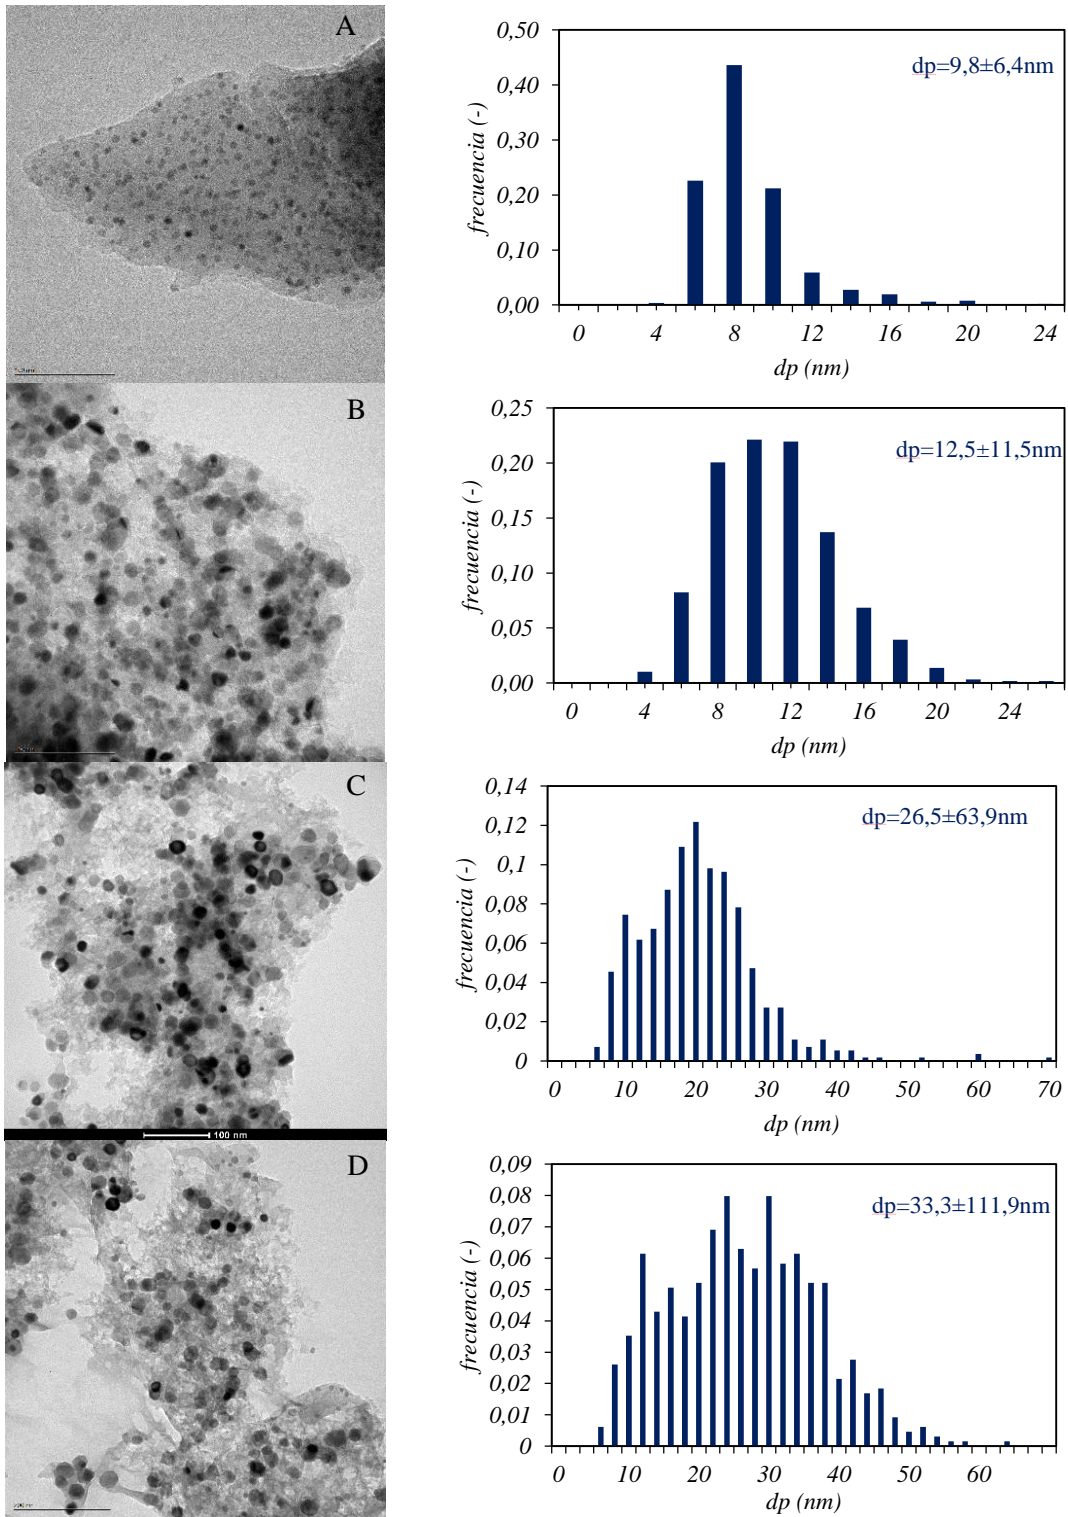 A
0,50
0,40
0,30
0,20
0,10
0,00
frecuencia (-)
dp=9,8±6,4nm
0 4 8 12 16 20 24
dp (nm)
B
0,25
0,20
0,15
0,10
0,05
0,00
frecuencia (-)
dp=12,5±11,5nm
0 4 8 12 16 20 24
dp (nm)
C
100 nm
0,14
0,12
0,1
0,08
0,06
0,04
0,02
0
frecuencia (-)
dp=26,5±63,9nm
0 10 20 30 40 50 60 70
dp (nm)
D
0,09
0,08
0,07
0,06
0,05
0,04
0,03
0,02
0,01
0
frecuencia (-)
dp=33,3±111,9nm
0 10 20 30 40 50 60
dp (nm)